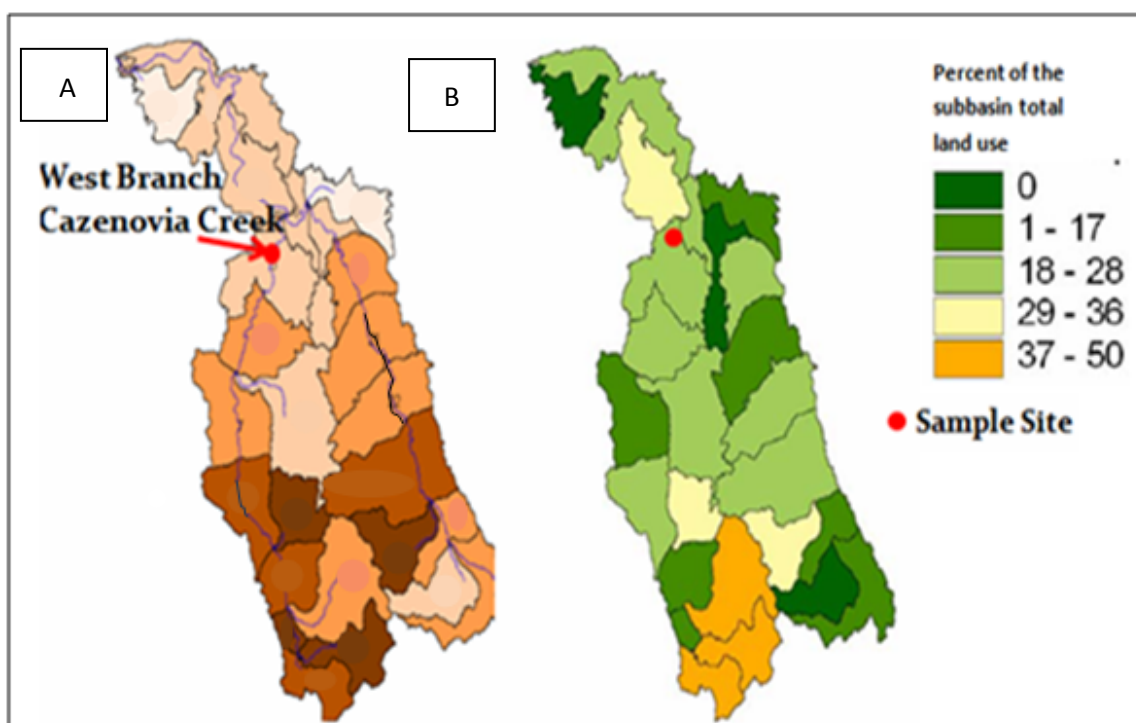 A
B
West Branch
Cazenovia Creek
Percent of the
subbasin total
land use
0
1 - 17
18 - 28
29 - 36
37 - 50
Sample Site